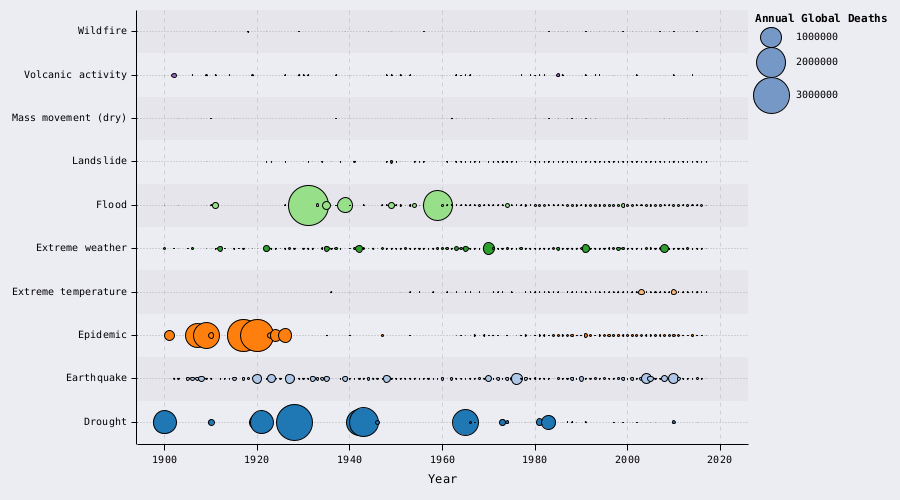 Annual Global Deaths
1000000
2000000
3000000
Wildfire
Volcanic activity
Mass movement (dry)
Landslide
Flood
Extreme weather
Extreme temperature
Epidemic
Earthquake
Drought
1900 1920 1940 1960 1980 2000 2020
Year